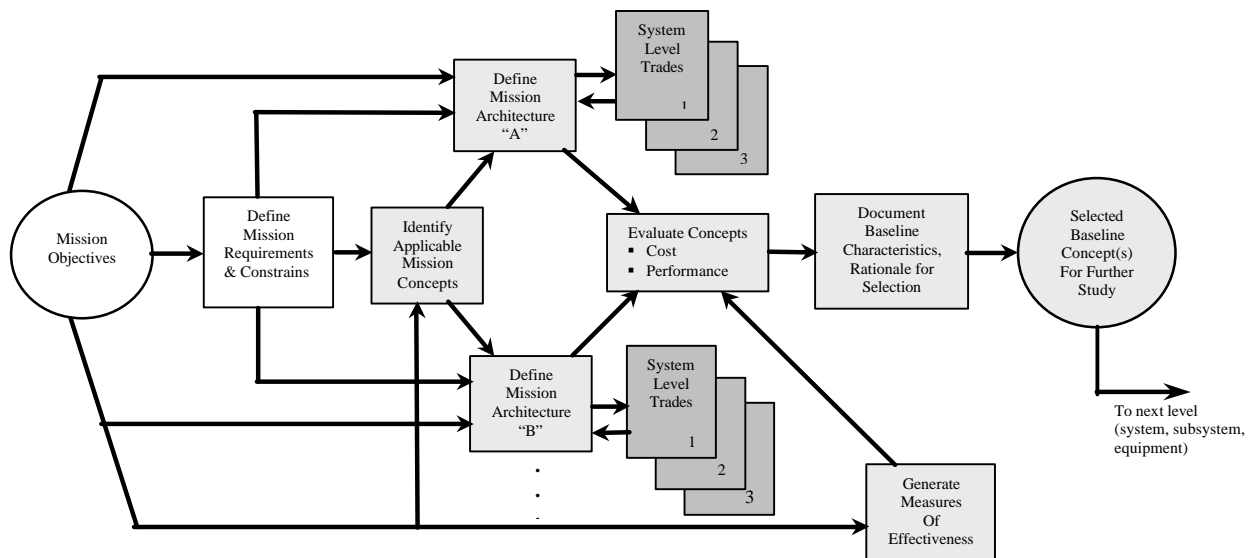 Mission
Objectives
Define
Mission
Requirements
& Constrains
Identify
Applicable
Mission
Concepts
Define
Mission
Architecture
“A”
System
Level
Trades
1
2
3
Define
Mission
Architecture
“B”
.
.
.
System
Level
Trades
1
2
3
Evaluate Concepts
▪ Cost
▪ Performance
Generate
Measures
Of
Effectiveness
Document
Baseline
Characteristics,
Rationale for
Selection
Selected
Baseline
Concept(s)
For Further
Study
To next level
(system, subsystem,
equipment)